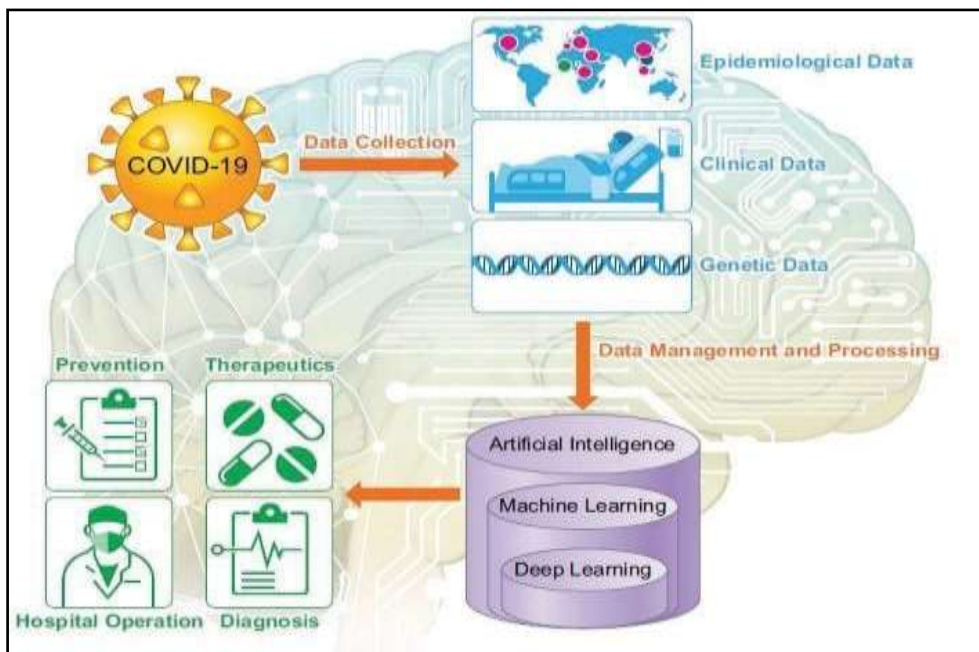 COVID-19
Data Collection
Epidemiological Data
Clinical Data
Genetic Data
Data Management and Processing
Artificial Intelligence
Machine Learning
Deep Learning
Prevention
Therapeutics
Hospital Operation
Diagnosis